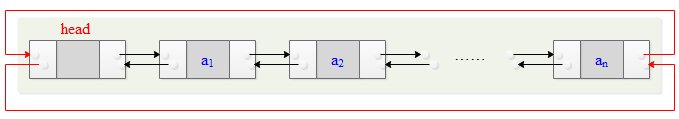 head
a₁ a₂ …… aₙ